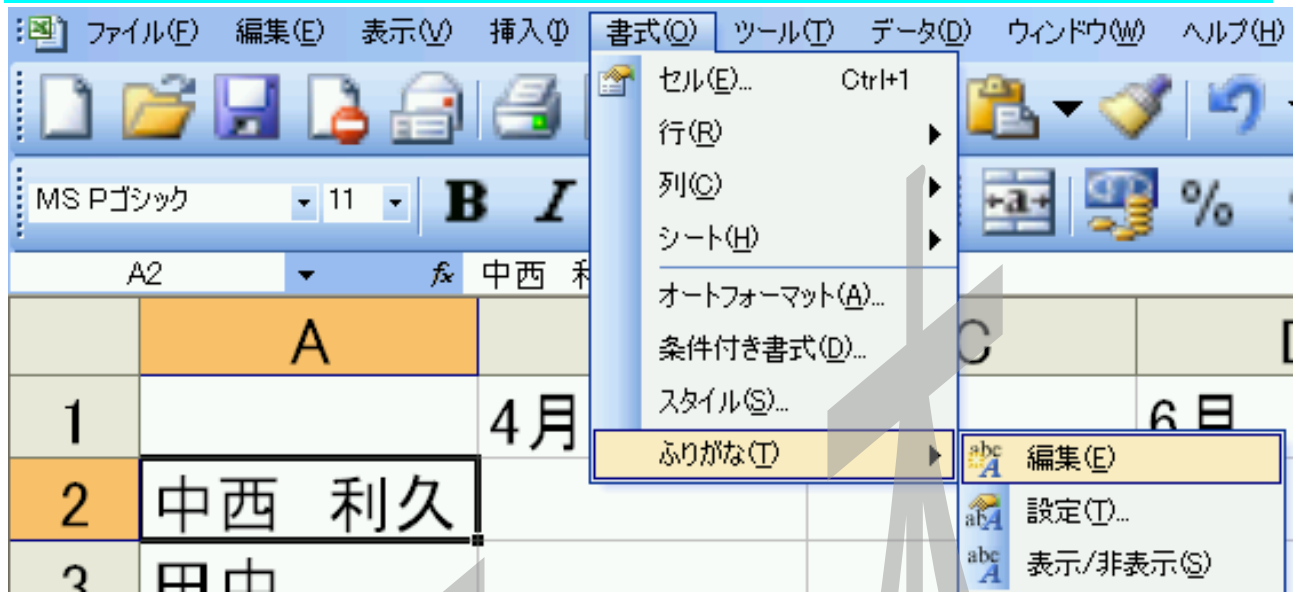 ファイル(F) 編集(E) 表示(V) 挿入(I) 書式(O) ツール(T) データ(D) ウィンドウ(W) ヘルプ(H)
セル(E)... Ctrl+1
行(R)
MS Pゴシック 11 B I
列(C)
%
シート(H)
A2 fx 中西
オートフォーマット(A)...
A C
条件付き書式(D)...
スタイル(S)...
1 4月 6月
ふりがな(T)
編集(E)
2 中西 利久
設定(T)...
表示/非表示(S)
3 田中